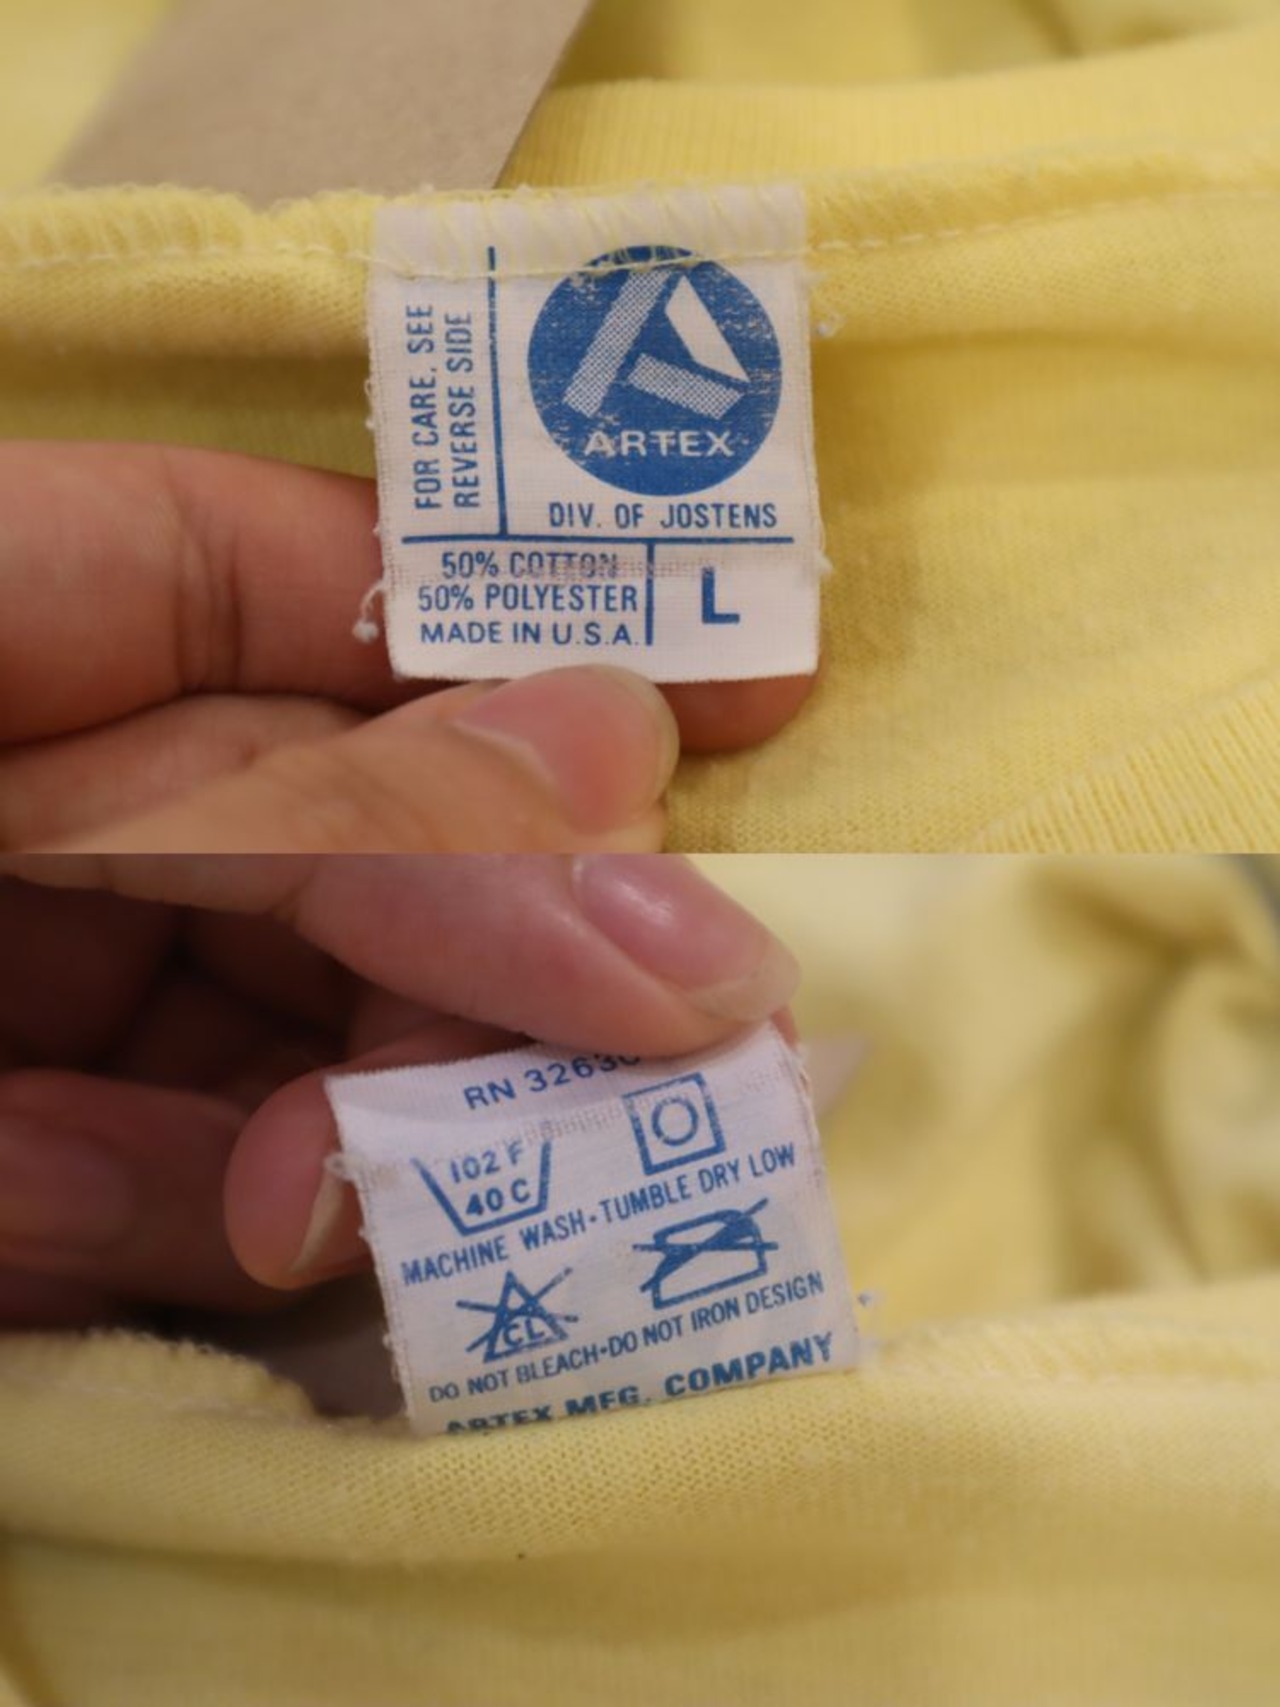 FOR CARE, SEE
REVERSE SIDE
ARTEX
DIV. OF JOSTENS
50% COTTON
50% POLYESTER
MADE IN U.S.A.
L
RN
102 F
40 C
MACHINE WASH•TUMBLE DRY LOW
CL
DO NOT BLEACH•DO NOT IRON DESIGN
ARTEX MFG. COMPANY